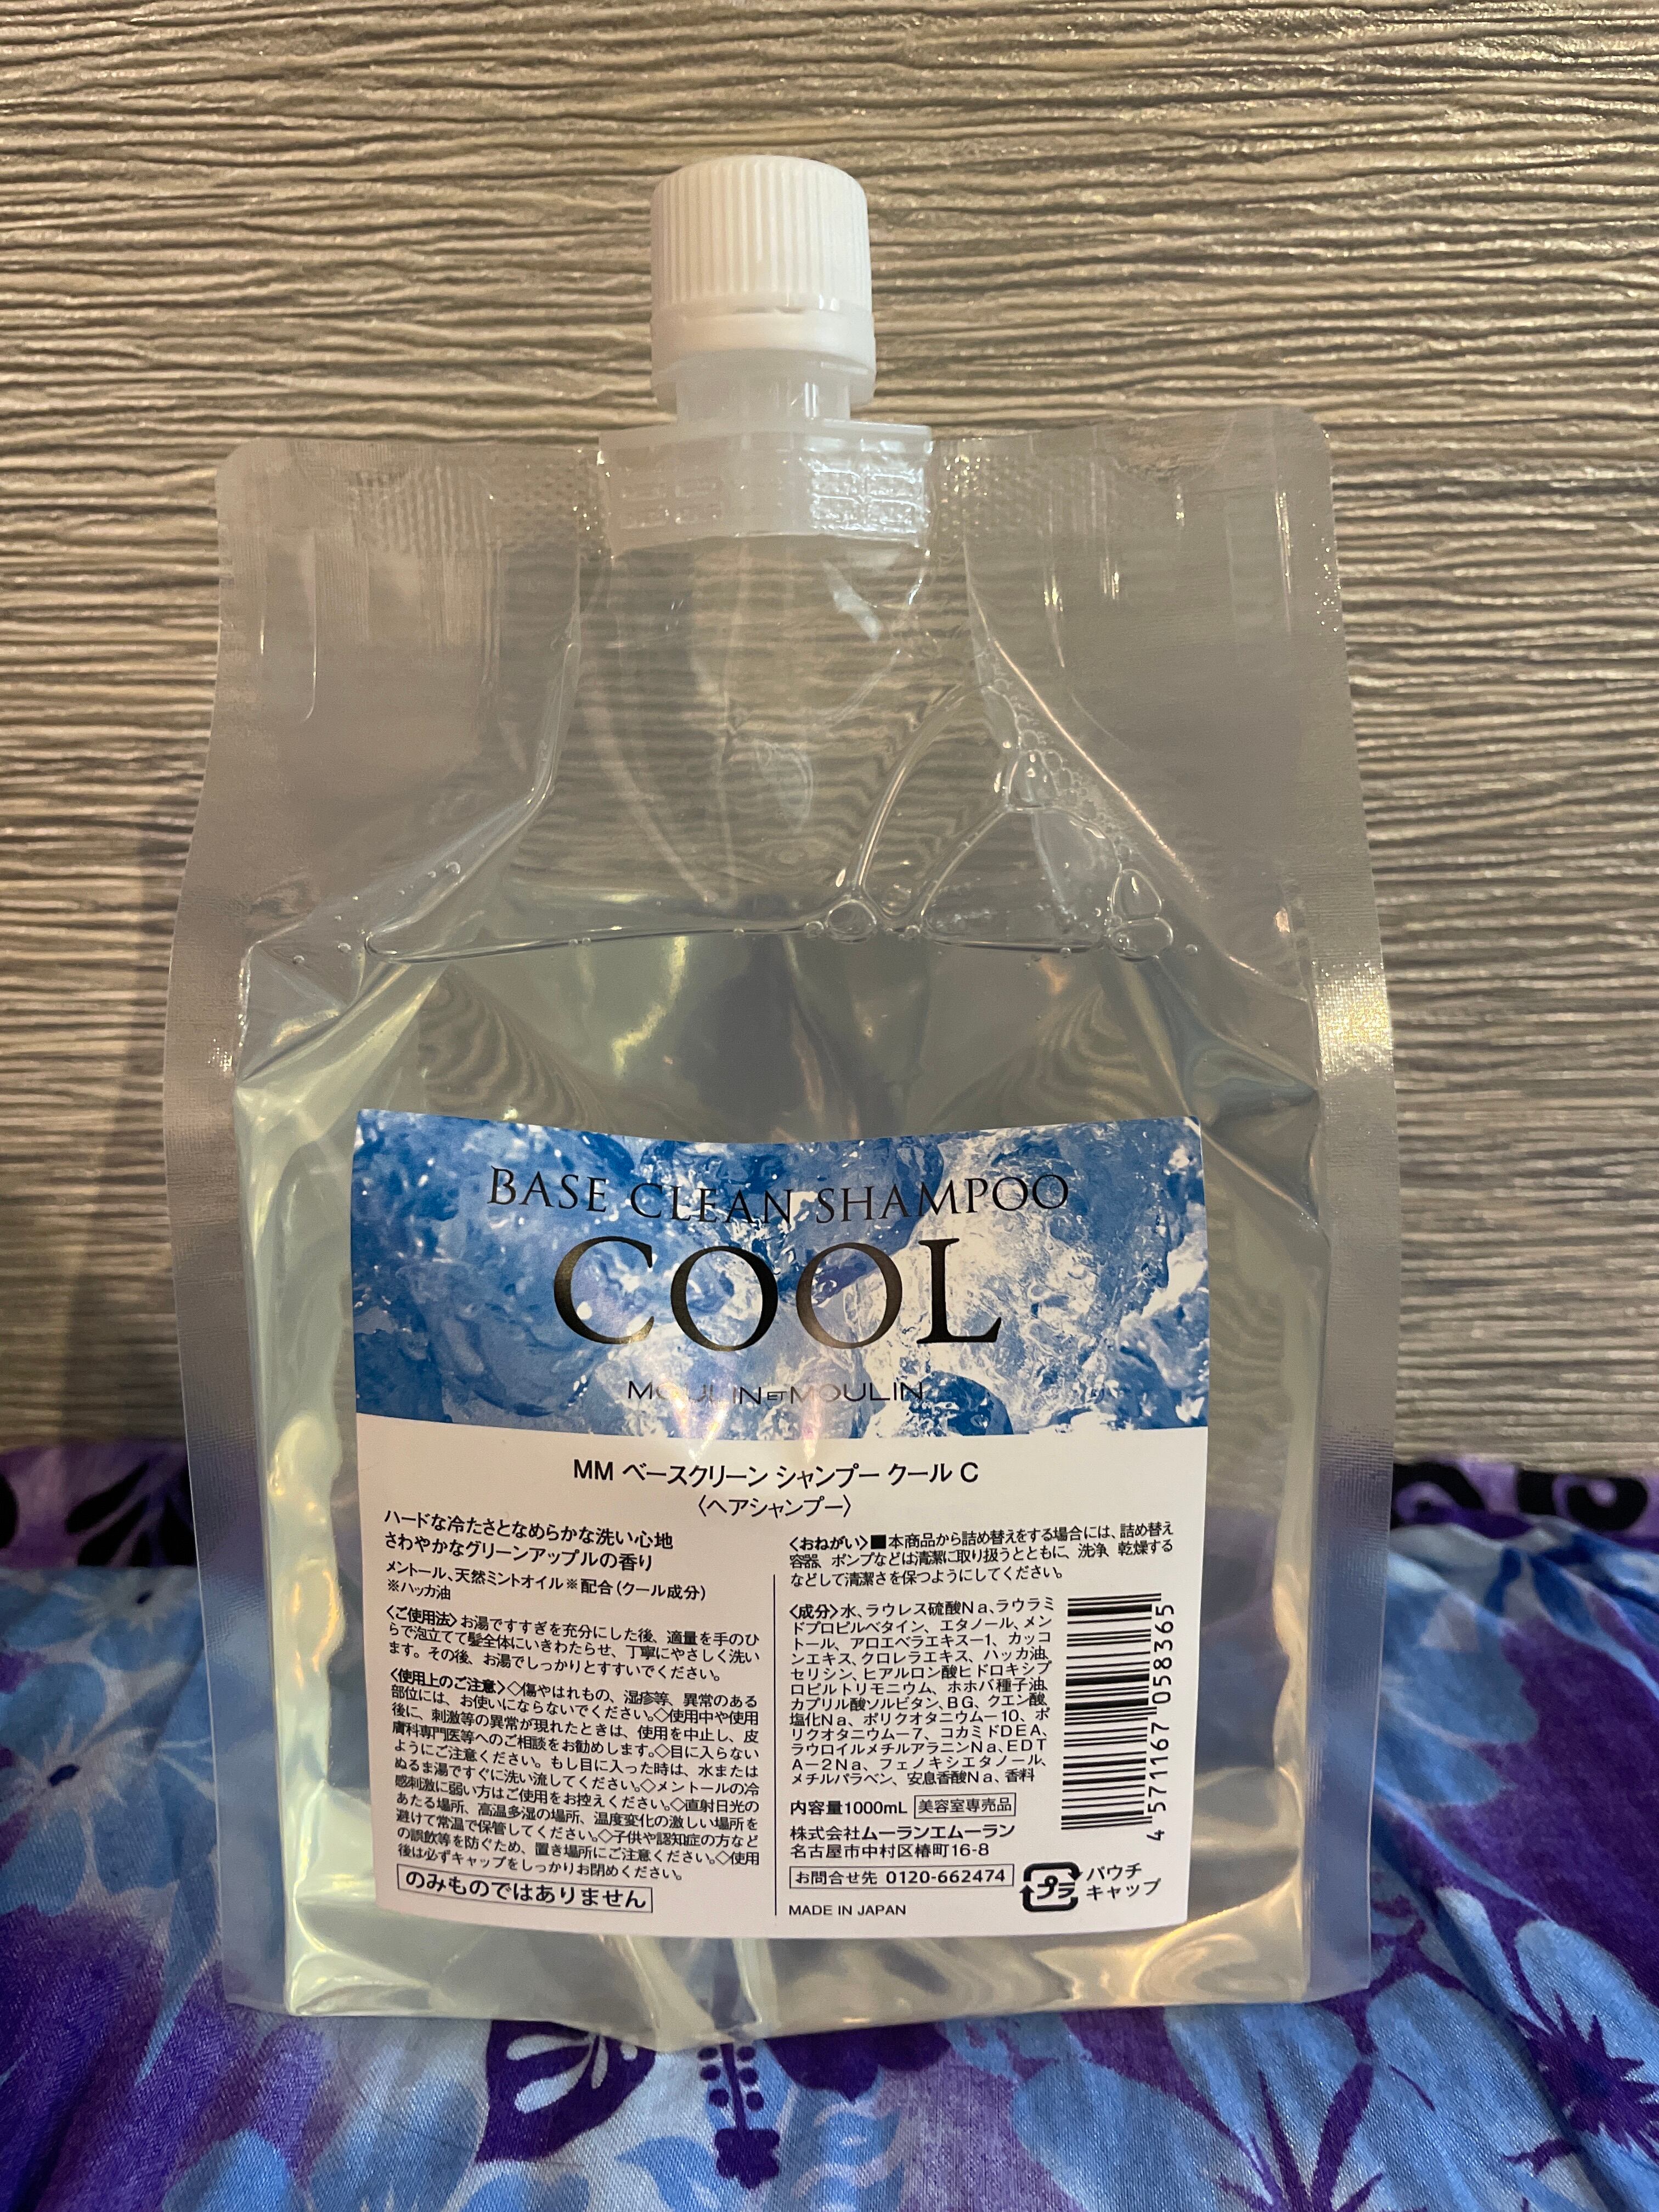 BASE CLEAN SHAMPOO
COOL
MOULIN ET MOULIN
MM ベースクリーン シャンプー クール C
〈ヘアシャンプー〉
ハードな冷たさとなめらかな洗い心地
さわやかなグリーンアップルの香り
メントール、天然ミントオイル※配合(クール成分)
※ハッカ油
〈ご使用法〉お湯ですすぎを充分にした後、適量を手のひ
らで泡立てて髪全体にいきわたらせ、丁寧にやさしく洗い
ます。その後、お湯でしっかりとすすいでください。
〈使用上のご注意〉◇傷やはれもの、湿疹等、異常のある
部位には、お使いにならないでください。◇使用中や使用
後に、刺激等の異常が現れたときは、使用を中止し、皮
膚科専門医等へのご相談をお勧めします。◇目に入らない
ようにご注意ください。もし目に入った時は、水または
ぬるま湯ですぐに洗い流してください。◇メントールの冷
感刺激に弱い方はご使用をお控えください。◇直射日光の
あたる場所、高温多湿の場所、温度変化の激しい場所を
避けて常温で保管してください。◇子供や認知症の方など
の誤飲等を防ぐため、置き場所にご注意ください。◇使用
後は必ずキャップをしっかりお閉めください。
のみものではありません
〈おねがい〉■本商品から詰め替えをする場合には、詰め替え
容器、ポンプなどは清潔に取り扱うとともに、洗浄、乾燥する
などして清潔さを保つようにしてください。
〈成分〉水、ラウレス硫酸Na、ラウラミ
ドプロピルベタイン、エタノール、メン
トール、アロエベラエキス-1、カッコ
ンエキス、クロレラエキス、ハッカ油、
セリシン、ヒアルロン酸ヒドロキシプ
ロピルトリモニウム、ホホバ種子油、
カプリル酸ソルビタン、BG、クエン酸、
塩化Na、ポリクオタニウム-10、ポ
リクオタニウム-7、コカミドDEA、
ラウロイルメチルアラニンNa、EDT
A-2Na、フェノキシエタノール、
メチルパラベン、安息香酸Na、香料
内容量1000mL 美容室専売品
株式会社ムーランエムーラン
名古屋市中村区椿町16-8
お問合せ先 0120-662474
MADE IN JAPAN
プラ
パウチ
キャップ
4 571167 058365